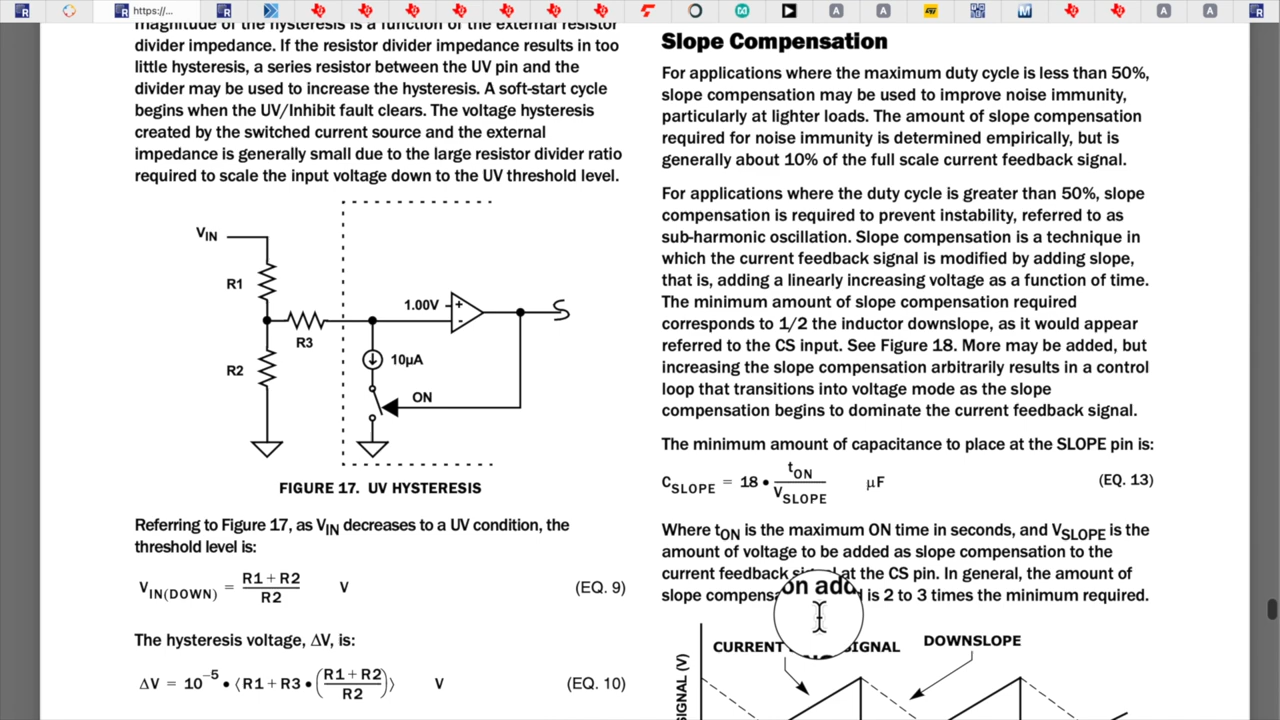 https://...
magnitude of the hysteresis is a function of the external resistor
divider impedance. If the resistor divider impedance results in too
little hysteresis, a series resistor between the UV pin and the
divider may be used to increase the hysteresis. A soft-start cycle
begins when the UV/Inhibit fault clears. The voltage hysteresis
created by the switched current source and the external
impedance is generally small due to the large resistor divider ratio
required to scale the input voltage down to the UV threshold level.
VIN
R1
R2
R3
1.00V
+
-
10µA
ON
FIGURE 17. UV HYSTERESIS
Referring to Figure 17, as VIN decreases to a UV condition, the
threshold level is:
VIN(DOWN) = R1 + R2 / R2 V (EQ. 9)
The hysteresis voltage, ΔV, is:
ΔV = 10^-5 • (R1 + R3 • (R1 + R2 / R2)) V (EQ. 10)
Slope Compensation
For applications where the maximum duty cycle is less than 50%,
slope compensation may be used to improve noise immunity,
particularly at lighter loads. The amount of slope compensation
required for noise immunity is determined empirically, but is
generally about 10% of the full scale current feedback signal.
For applications where the duty cycle is greater than 50%, slope
compensation is required to prevent instability, referred to as
sub-harmonic oscillation. Slope compensation is a technique in
which the current feedback signal is modified by adding slope,
that is, adding a linearly increasing voltage as a function of time.
The minimum amount of slope compensation required
corresponds to 1/2 the inductor downslope, as it would appear
referred to the CS input. See Figure 18. More may be added, but
increasing the slope compensation arbitrarily results in a control
loop that transitions into voltage mode as the slope
compensation begins to dominate the current feedback signal.
The minimum amount of capacitance to place at the SLOPE pin is:
CSLOPE = 18 • tON / VSLOPE µF (EQ. 13)
Where tON is the maximum ON time in seconds, and VSLOPE is the
amount of voltage to be added as slope compensation to the
current feedback at the CS pin. In general, the amount of
on add
slope is 2 to 3 times the minimum required.
CURRENT
DOWNSLOPE
SIGNAL (V)